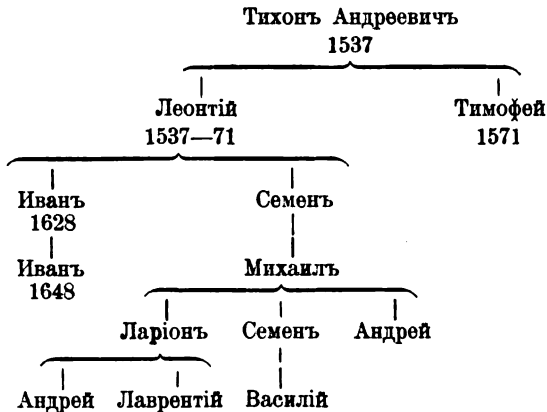 Тихонъ Андреевичъ
1537
Леонтій Тимофей
1537—71 1571
Иванъ Семенъ
1628
Иванъ Михаилъ
1648
Ларіонъ Семенъ Андрей
Андрей Лаврентій Василій